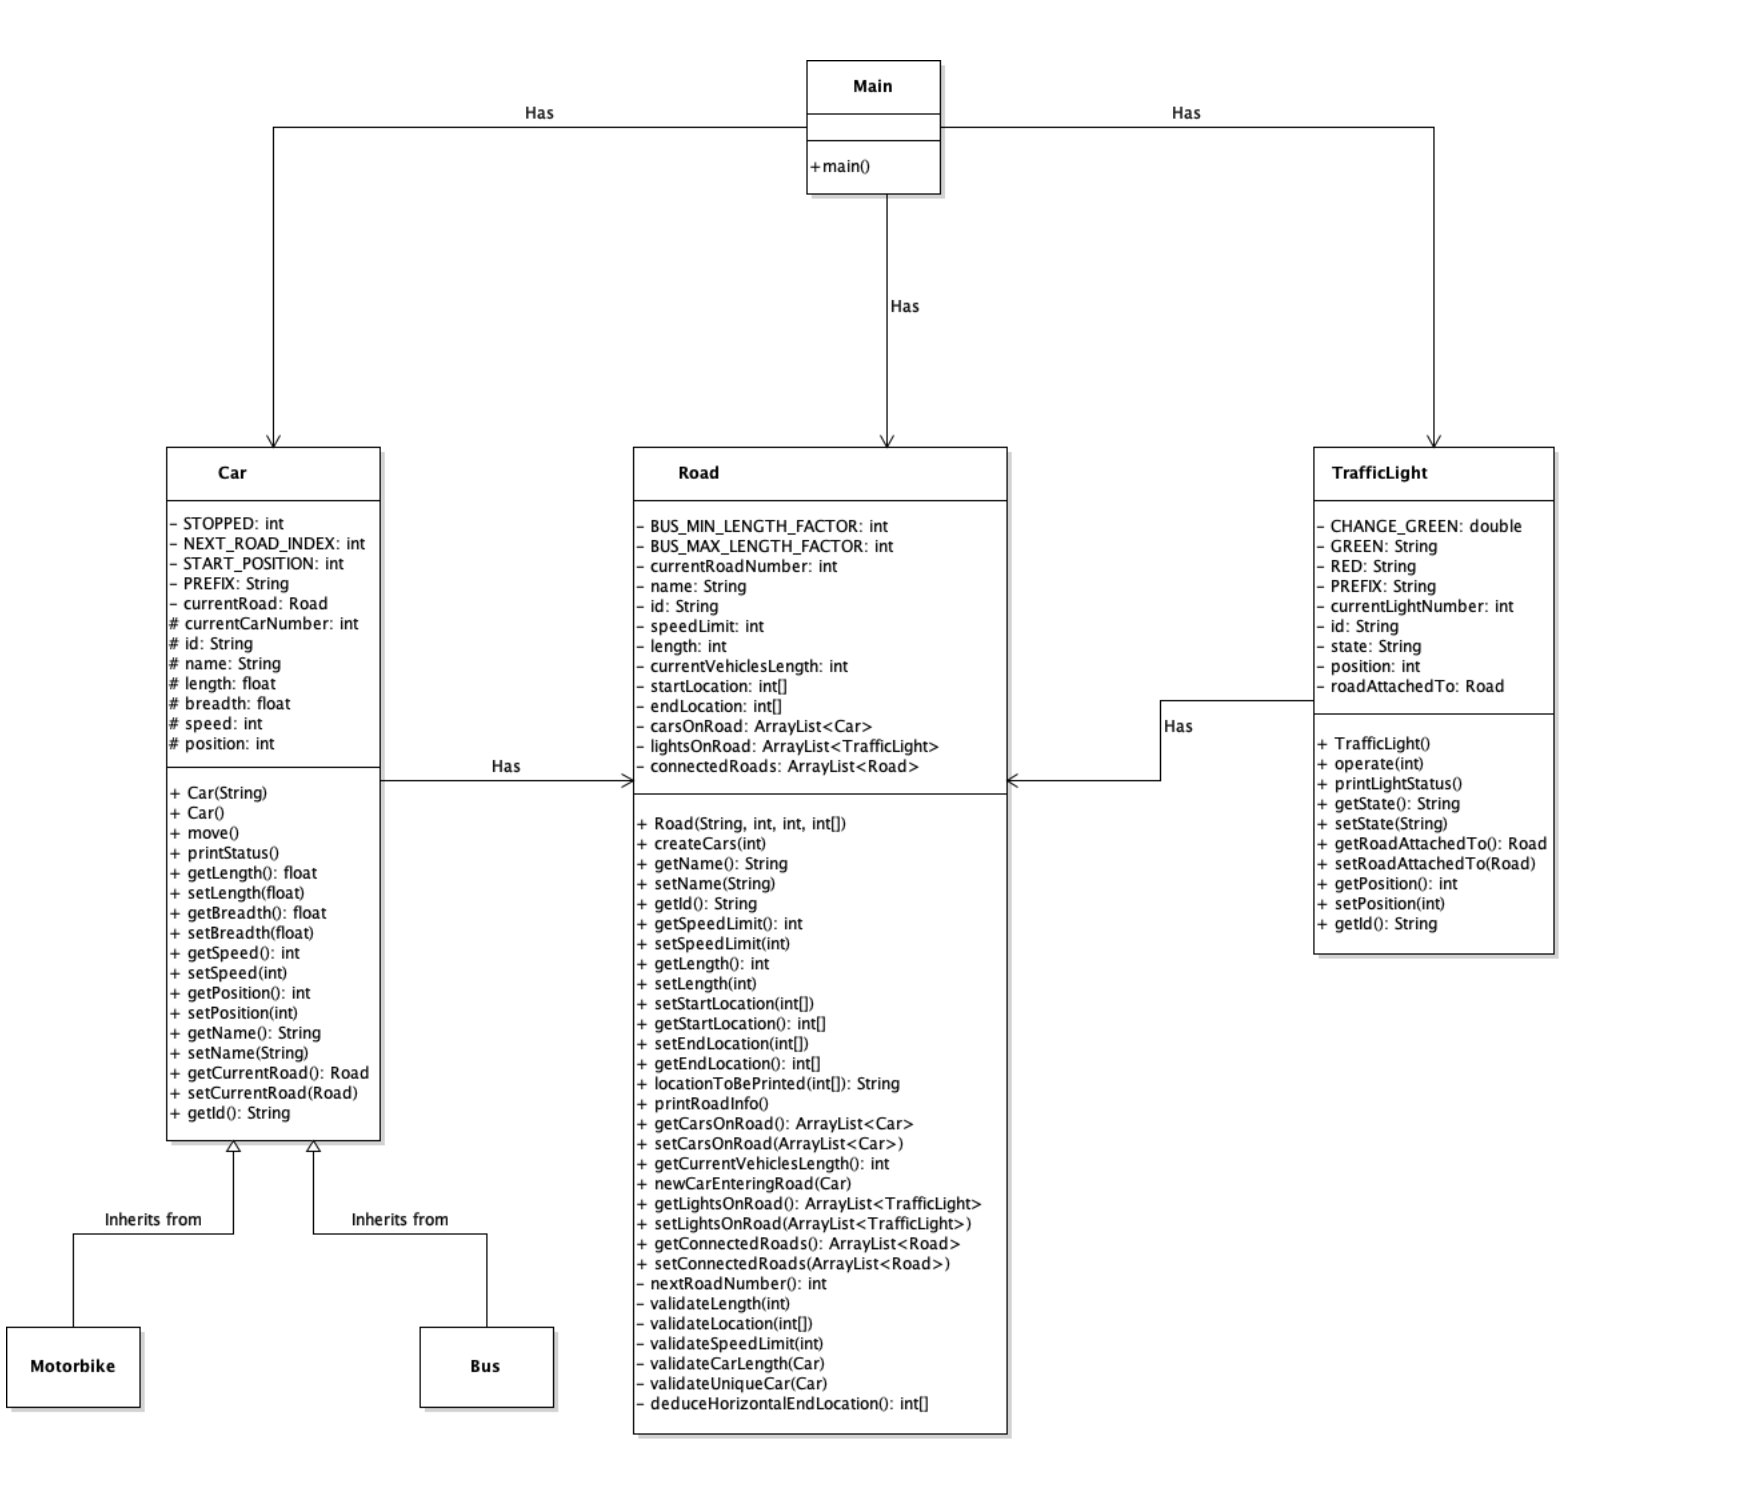 Main
+main()
Has
Has
Has
Car
- STOPPED: int
- NEXT_ROAD_INDEX: int
- START_POSITION: int
- PREFIX: String
- currentRoad: Road
# currentCarNumber: int
# id: String
# name: String
# length: float
# breadth: float
# speed: int
# position: int
+ Car(String)
+ Car()
+ move()
+ printStatus()
+ getLength(): float
+ setLength(float)
+ getBreadth(): float
+ setBreadth(float)
+ getSpeed(): int
+ setSpeed(int)
+ getPosition(): int
+ setPosition(int)
+ getName(): String
+ setName(String)
+ getCurrentRoad(): Road
+ setCurrentRoad(Road)
+ getId(): String
Has
Road
- BUS_MIN_LENGTH_FACTOR: int
- BUS_MAX_LENGTH_FACTOR: int
- currentRoadNumber: int
- name: String
- id: String
- speedLimit: int
- length: int
- currentVehiclesLength: int
- startLocation: int[]
- endLocation: int[]
- carsOnRoad: ArrayList<Car>
- lightsOnRoad: ArrayList<TrafficLight>
- connectedRoads: ArrayList<Road>
+ Road(String, int, int, int[])
+ createCars(int)
+ getName(): String
+ setName(String)
+ getId(): String
+ getSpeedLimit(): int
+ setSpeedLimit(int)
+ getLength(): int
+ setLength(int)
+ setStartLocation(int[])
+ getStartLocation(): int[]
+ setEndLocation(int[])
+ getEndLocation(): int[]
+ locationToBePrinted(int[]): String
+ printRoadInfo()
+ getCarsOnRoad(): ArrayList<Car>
+ setCarsOnRoad(ArrayList<Car>)
+ getCurrentVehiclesLength(): int
+ newCarEnteringRoad(Car)
+ getLightsOnRoad(): ArrayList<TrafficLight>
+ setLightsOnRoad(ArrayList<TrafficLight>)
+ getConnectedRoads(): ArrayList<Road>
+ setConnectedRoads(ArrayList<Road>)
- nextRoadNumber(): int
- validateLength(int)
- validateLocation(int[])
- validateSpeedLimit(int)
- validateCarLength(Car)
- validateUniqueCar(Car)
- deduceHorizontalEndLocation(): int[]
Has
TrafficLight
- CHANGE_GREEN: double
- GREEN: String
- RED: String
- PREFIX: String
- currentLightNumber: int
- id: String
- state: String
- position: int
- roadAttachedTo: Road
+ TrafficLight()
+ operate(int)
+ printLightStatus()
+ getState(): String
+ setState(String)
+ getRoadAttachedTo(): Road
+ setRoadAttachedTo(Road)
+ getPosition(): int
+ setPosition(int)
+ getId(): String
Inherits from
Inherits from
Motorbike
Bus